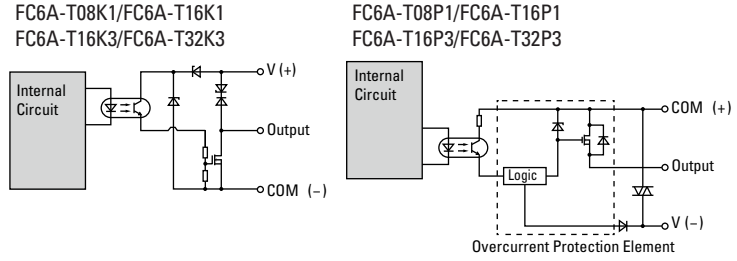 FC6A-T08K1/FC6A-T16K1
FC6A-T16K3/FC6A-T32K3
Internal
Circuit
V (+)
Output
COM (−)
FC6A-T08P1/FC6A-T16P1
FC6A-T16P3/FC6A-T32P3
Internal
Circuit
COM (+)
Output
Logic
V (−)
Overcurrent Protection Element